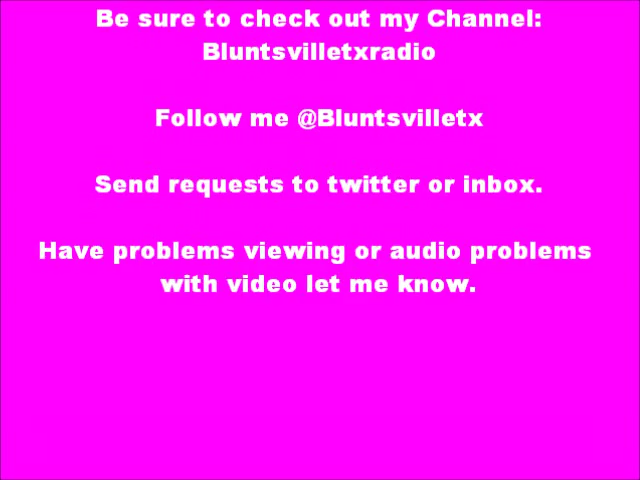 Be sure to check out my Channel:
Bluntsvilletxradio
Follow me @Bluntsvilletx
Send requests to twitter or inbox.
Have problems viewing or audio problems
with video let me know.